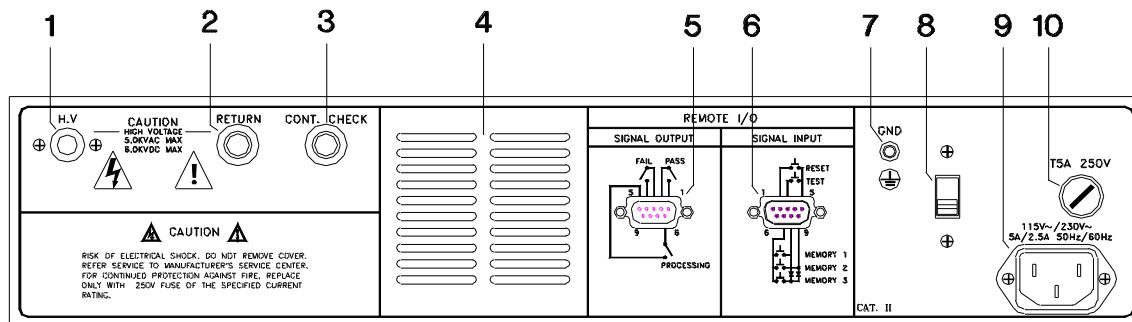 1 2 3 4 5 6 7 8 9 10
H.V
CAUTION
HIGH VOLTAGE
5.0KVAC MAX
6.0KVDC MAX
RETURN
CONT. CHECK
CAUTION
RISK OF ELECTRICAL SHOCK. DO NOT REMOVE COVER.
REFER SERVICE TO MANUFACTURER'S SERVICE CENTER.
FOR CONTINUED PROTECTION AGAINST FIRE, REPLACE
ONLY WITH 250V FUSE OF THE SPECIFIED CURRENT
RATING.
REMOTE I/O
SIGNAL OUTPUT
FAIL PASS
5 1
9 6
PROCESSING
SIGNAL INPUT
RESET
TEST
1 5
6 9
MEMORY 1
MEMORY 2
MEMORY 3
GND
T5A 250V
115V~/230V~
5A/2.5A 50Hz/60Hz
CAT. II